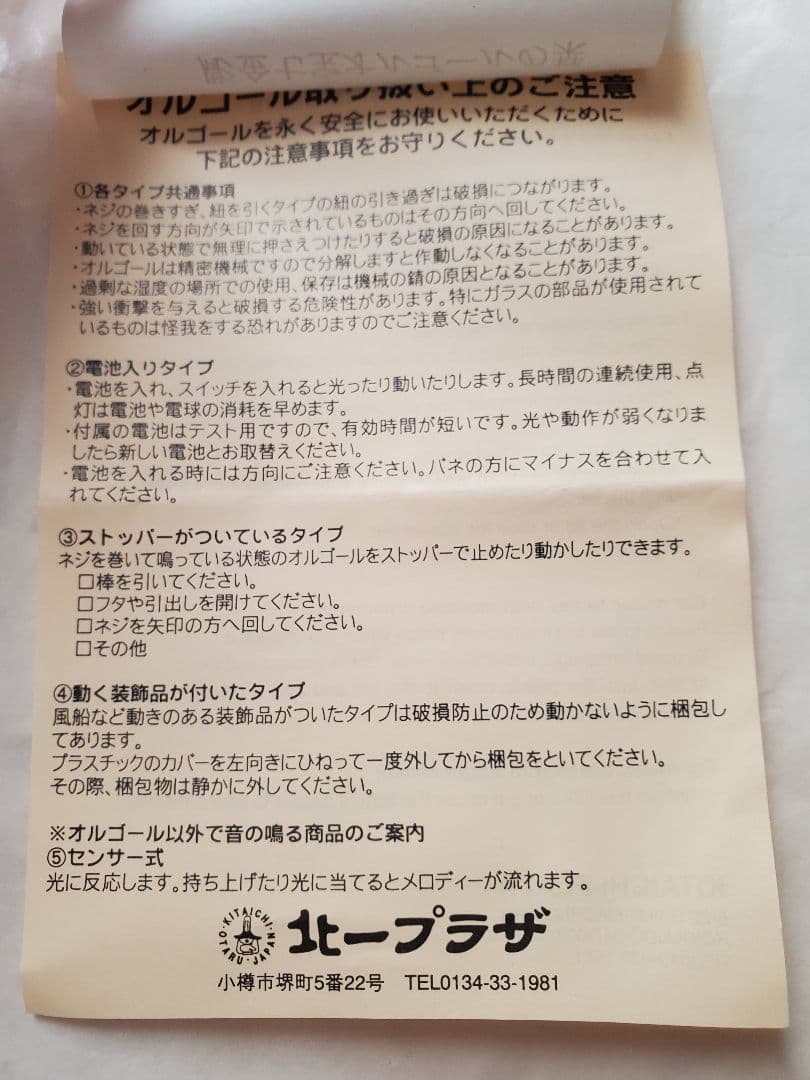 オルゴール取り扱い上のご注意
オルゴールを永く安全にお使いいただくために
下記の注意事項をお守りください。
①各タイプ共通事項
・ネジの巻きすぎ、紐を引くタイプの紐の引き過ぎは破損につながります。
・ネジを回す方向が矢印で示されているものはその方向へ回してください。
・動いている状態で無理に押さえつけたりすると破損の原因になることがあります。
・オルゴールは精密機械ですので分解しますと作動しなくなることがあります。
・過剰な湿度の場所での使用、保存は機械の錆の原因となることがあります。
・強い衝撃を与えると破損する危険性があります。特にガラスの部品が使用されて
いるものは怪我をする恐れがありますのでご注意ください。
②電池入りタイプ
・電池を入れ、スイッチを入れると光ったり動いたりします。長時間の連続使用、点
灯は電池や電球の消耗を早めます。
・付属の電池はテスト用ですので、有効時間が短いです。光や動作が弱くなりま
したら新しい電池とお取替えください。
・電池を入れる時には方向にご注意ください。バネの方にマイナスを合わせて入
れてください。
③ストッパーがついているタイプ
ネジを巻いて鳴っている状態のオルゴールをストッパーで止めたり動かしたりできます。
□棒を引いてください。
□フタや引出しを開けてください。
□ネジを矢印の方へ回してください。
□その他
④動く装飾品が付いたタイプ
風船など動きのある装飾品がついたタイプは破損防止のため動かないように梱包し
てあります。
プラスチックのカバーを左向きにひねって一度外してから梱包をといてください。
その際、梱包物は静かに外してください。
※オルゴール以外で音の鳴る商品のご案内
⑤センサー式
光に反応します。持ち上げたり光に当てるとメロディーが流れます。
KITAICHI・OTARU・JAPAN
北一プラザ
小樽市堺町5番22号 TEL0134-33-1981